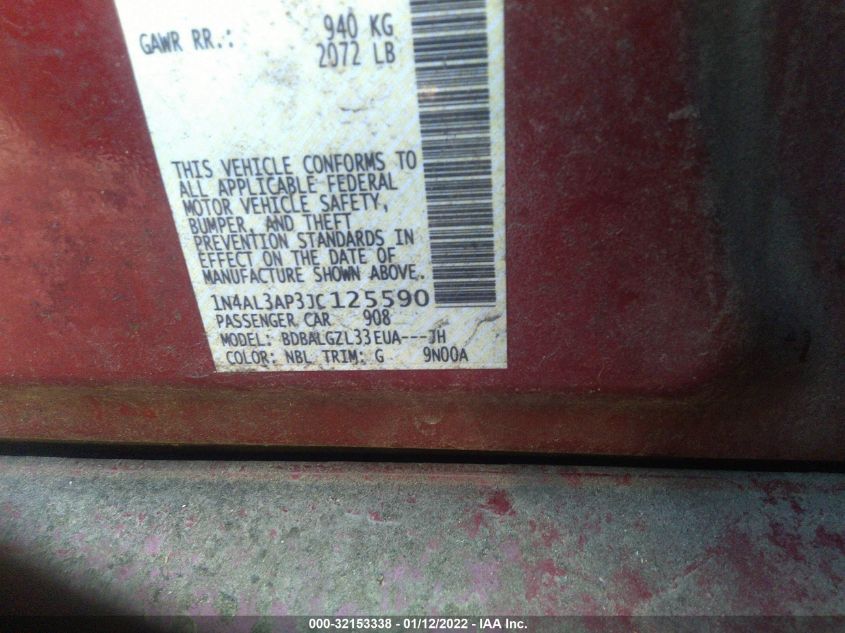 GAWR RR.: 940 KG
2072 LB
THIS VEHICLE CONFORMS TO
ALL APPLICABLE FEDERAL
MOTOR VEHICLE SAFETY,
BUMPER, AND THEFT
PREVENTION STANDARDS IN
EFFECT ON THE DATE OF
MANUFACTURE SHOWN ABOVE.
1N4AL3AP3JC125590
PASSENGER CAR 908
MODEL: BDBALGZL33EUA---JH
COLOR: NBL TRIM: G 9N00A
000-32153338 - 01/12/2022 - IAA Inc.